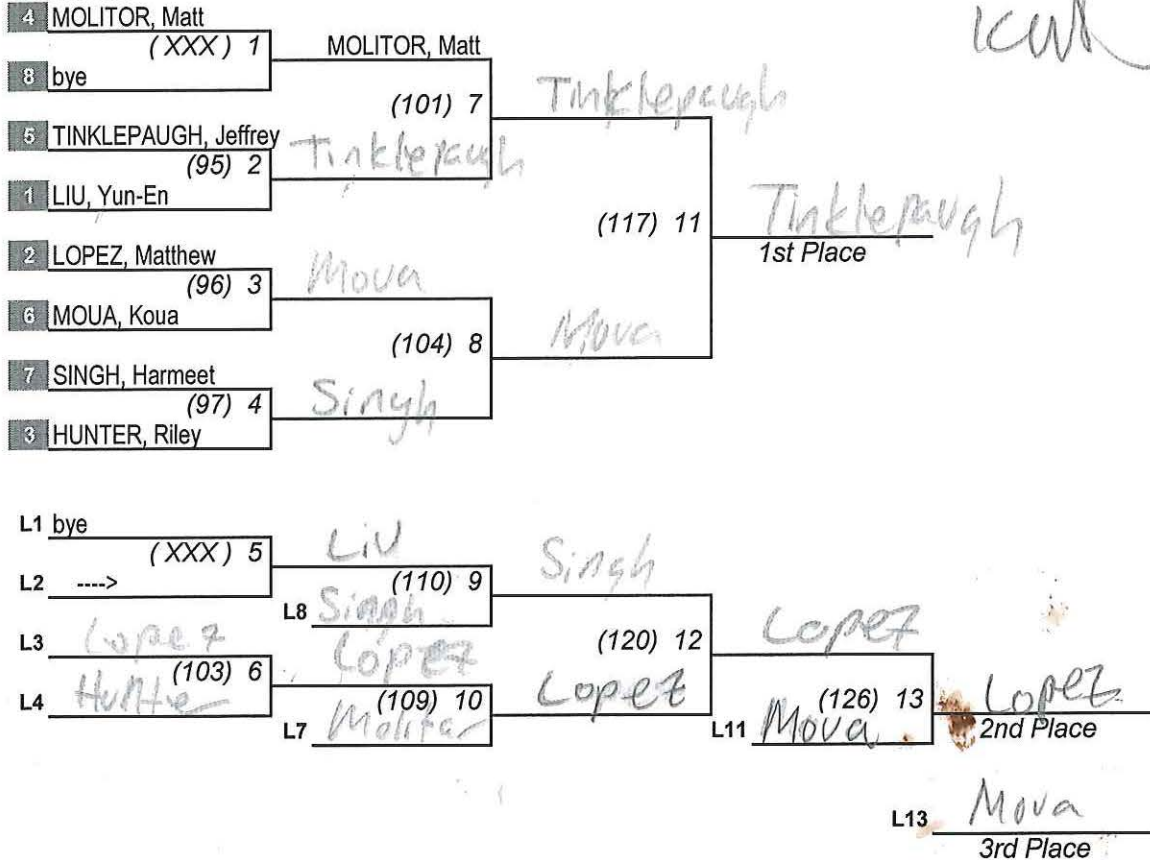 4 MOLITOR, Matt
(XXX) 1
MOLITOR, Matt
8 bye
(101) 7
Tinklepaugh
5 TINKLEPAUGH, Jeffrey
(95) 2
Tinklepaugh
1 LIU, Yun-En
(117) 11
Tinklepaugh
1st Place
2 LOPEZ, Matthew
(96) 3
Moua
6 MOUA, Koua
(104) 8
Moua
7 SINGH, Harmeet
(97) 4
Singh
3 HUNTER, Riley
L1 bye
(XXX) 5
Liu
L2 ---->
(110) 9
Singh
L8 Singh
L3 Lopez
(103) 6
Lopez
(120) 12
Lopez
L4 Hunter
(109) 10
Lopez
L7 Molitor
(126) 13
Lopez
L11 Moua
2nd Place
L13 Moua
3rd Place